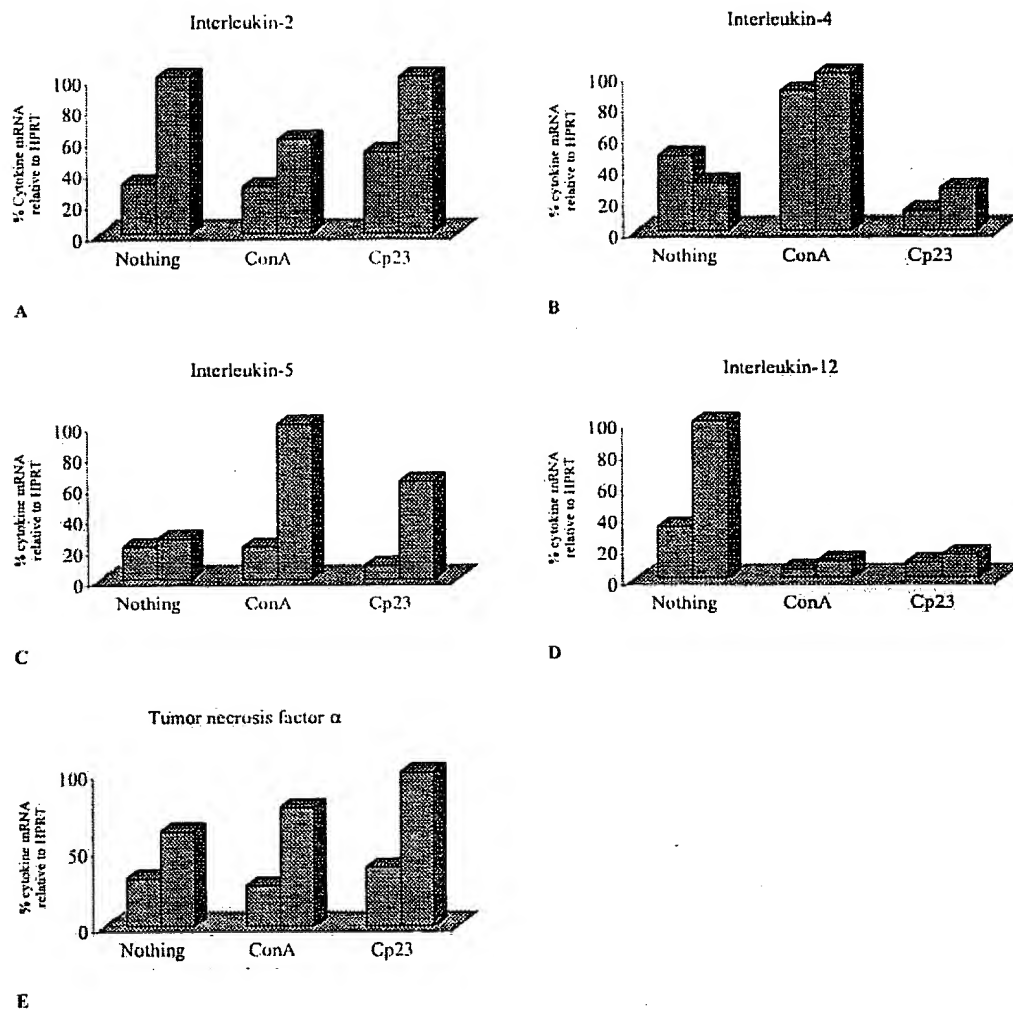 Interleukin-2
% Cytokine mRNA
relative to HPRT
100
80
60
40
20
0
Nothing ConA Cp23
A
Interleukin-4
% cytokine mRNA
relative to HPRT
100
80
60
40
20
0
Nothing ConA Cp23
B
Interleukin-5
% cytokine mRNA
relative to HPRT
100
80
60
40
20
0
Nothing ConA Cp23
C
Interleukin-12
% cytokine mRNA
relative to HPRT
100
80
60
40
20
0
Nothing ConA Cp23
D
Tumor necrosis factor α
% cytokine mRNA
relative to HPRT
100
50
0
Nothing ConA Cp23
E